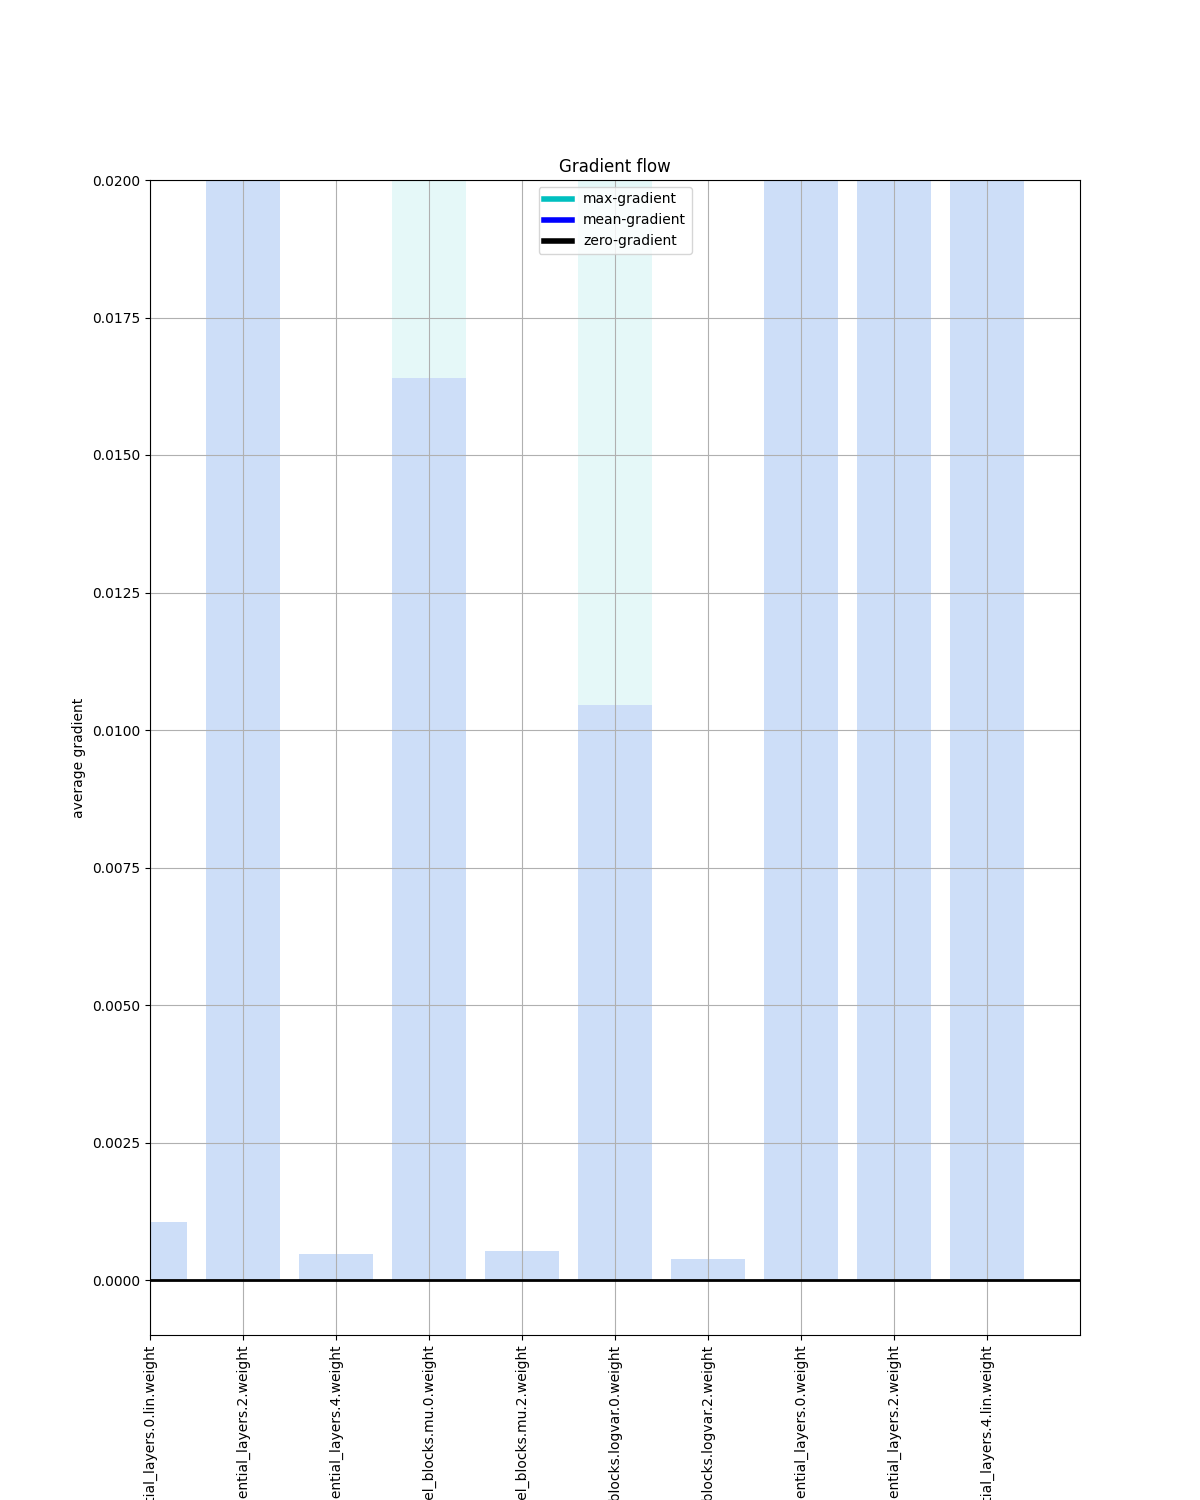 Gradient flow
max-gradient
mean-gradient
zero-gradient
0.0200
0.0175
0.0150
0.0125
0.0100
0.0075
0.0050
0.0025
0.0000
average gradient
tial_layers.0.lin.weight
ential_layers.2.weight
ential_layers.4.weight
el_blocks.mu.0.weight
el_blocks.mu.2.weight
blocks.logvar.0.weight
blocks.logvar.2.weight
ential_layers.0.weight
ential_layers.2.weight
tial_layers.4.lin.weight